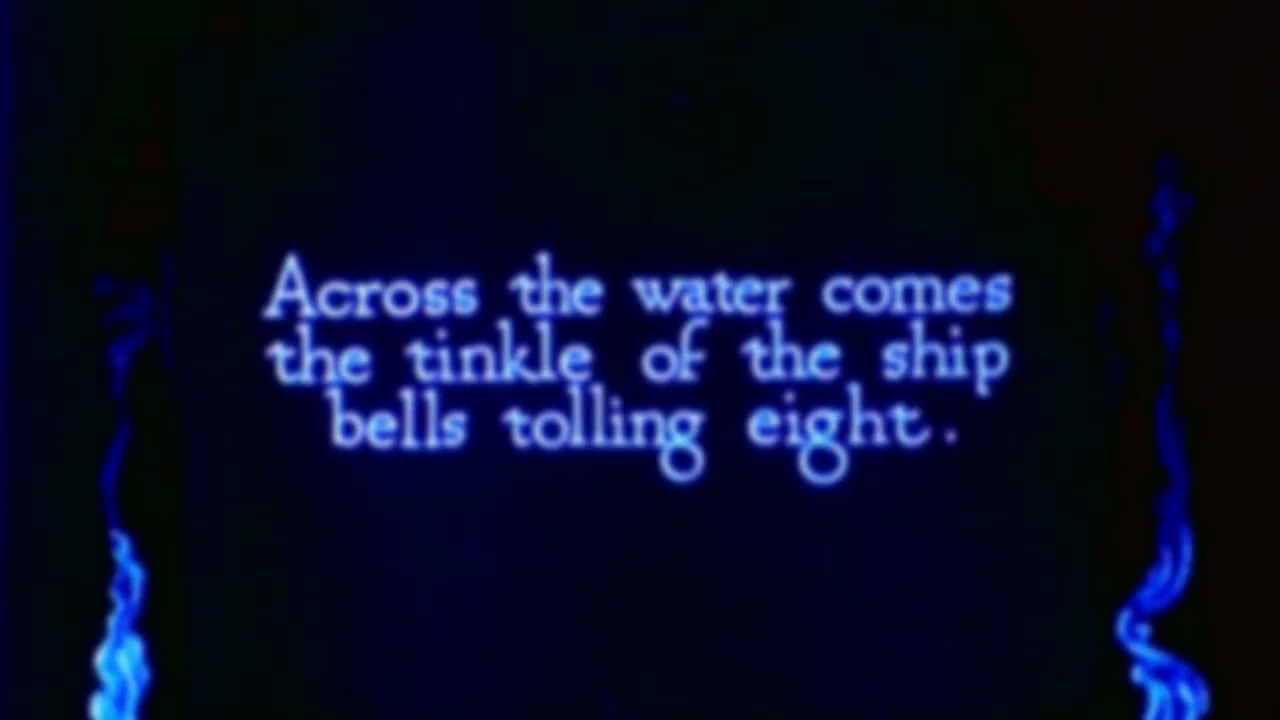 Across the water comes
the tinkle of the ship
bells tolling eight.